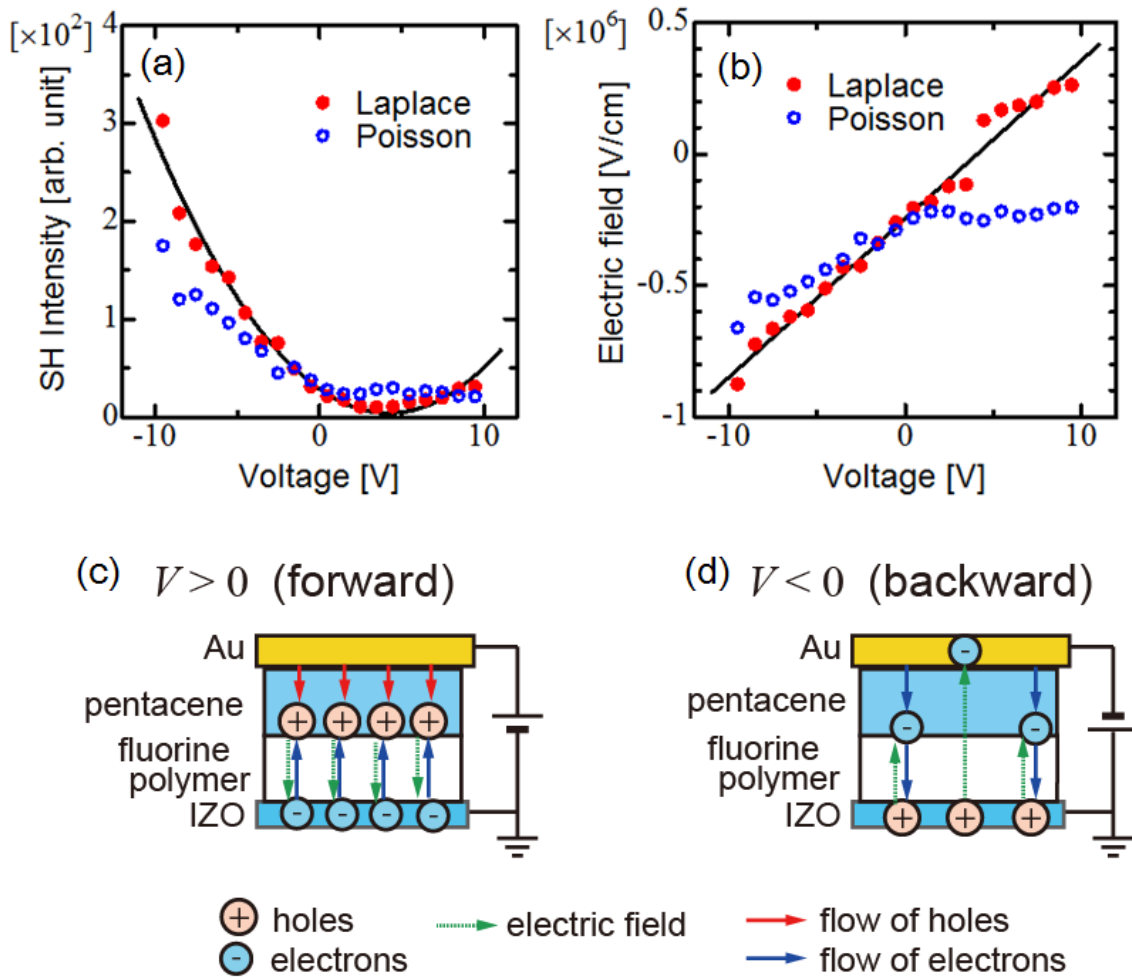 [×10²]
4
3
2
1
0
(a)
Laplace
Poisson
SH Intensity [arb. unit]
-10
0
10
Voltage [V]
[×10⁶]
0.5
0
-0.5
-1
(b)
Laplace
Poisson
Electric field [V/cm]
-10
0
10
Voltage [V]
(c) V > 0 (forward)
Au
pentacene
fluorine
polymer
IZO
+ + + +
- - - -
(d) V < 0 (backward)
Au
pentacene
fluorine
polymer
IZO
-
- -
+ + +
+ holes
- electrons
electric field
flow of holes
flow of electrons